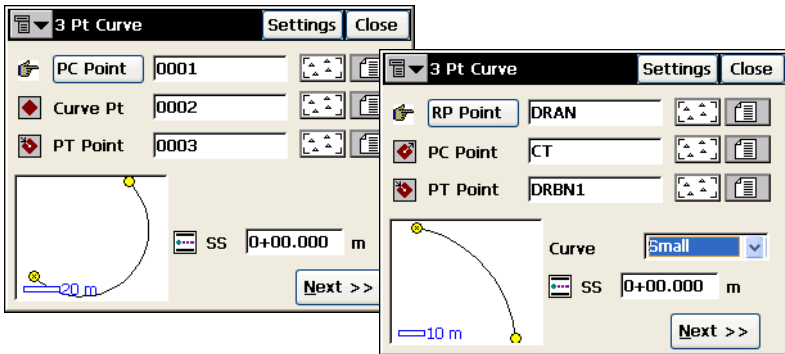 3 Pt Curve Settings Close
PC Point 0001
Curve Pt 0002
PT Point 0003
20 m
SS 0+00.000 m
Next >>
3 Pt Curve Settings Close
RP Point DRAN
PC Point CT
PT Point DRBN1
Curve Small
10 m
SS 0+00.000 m
Next >>